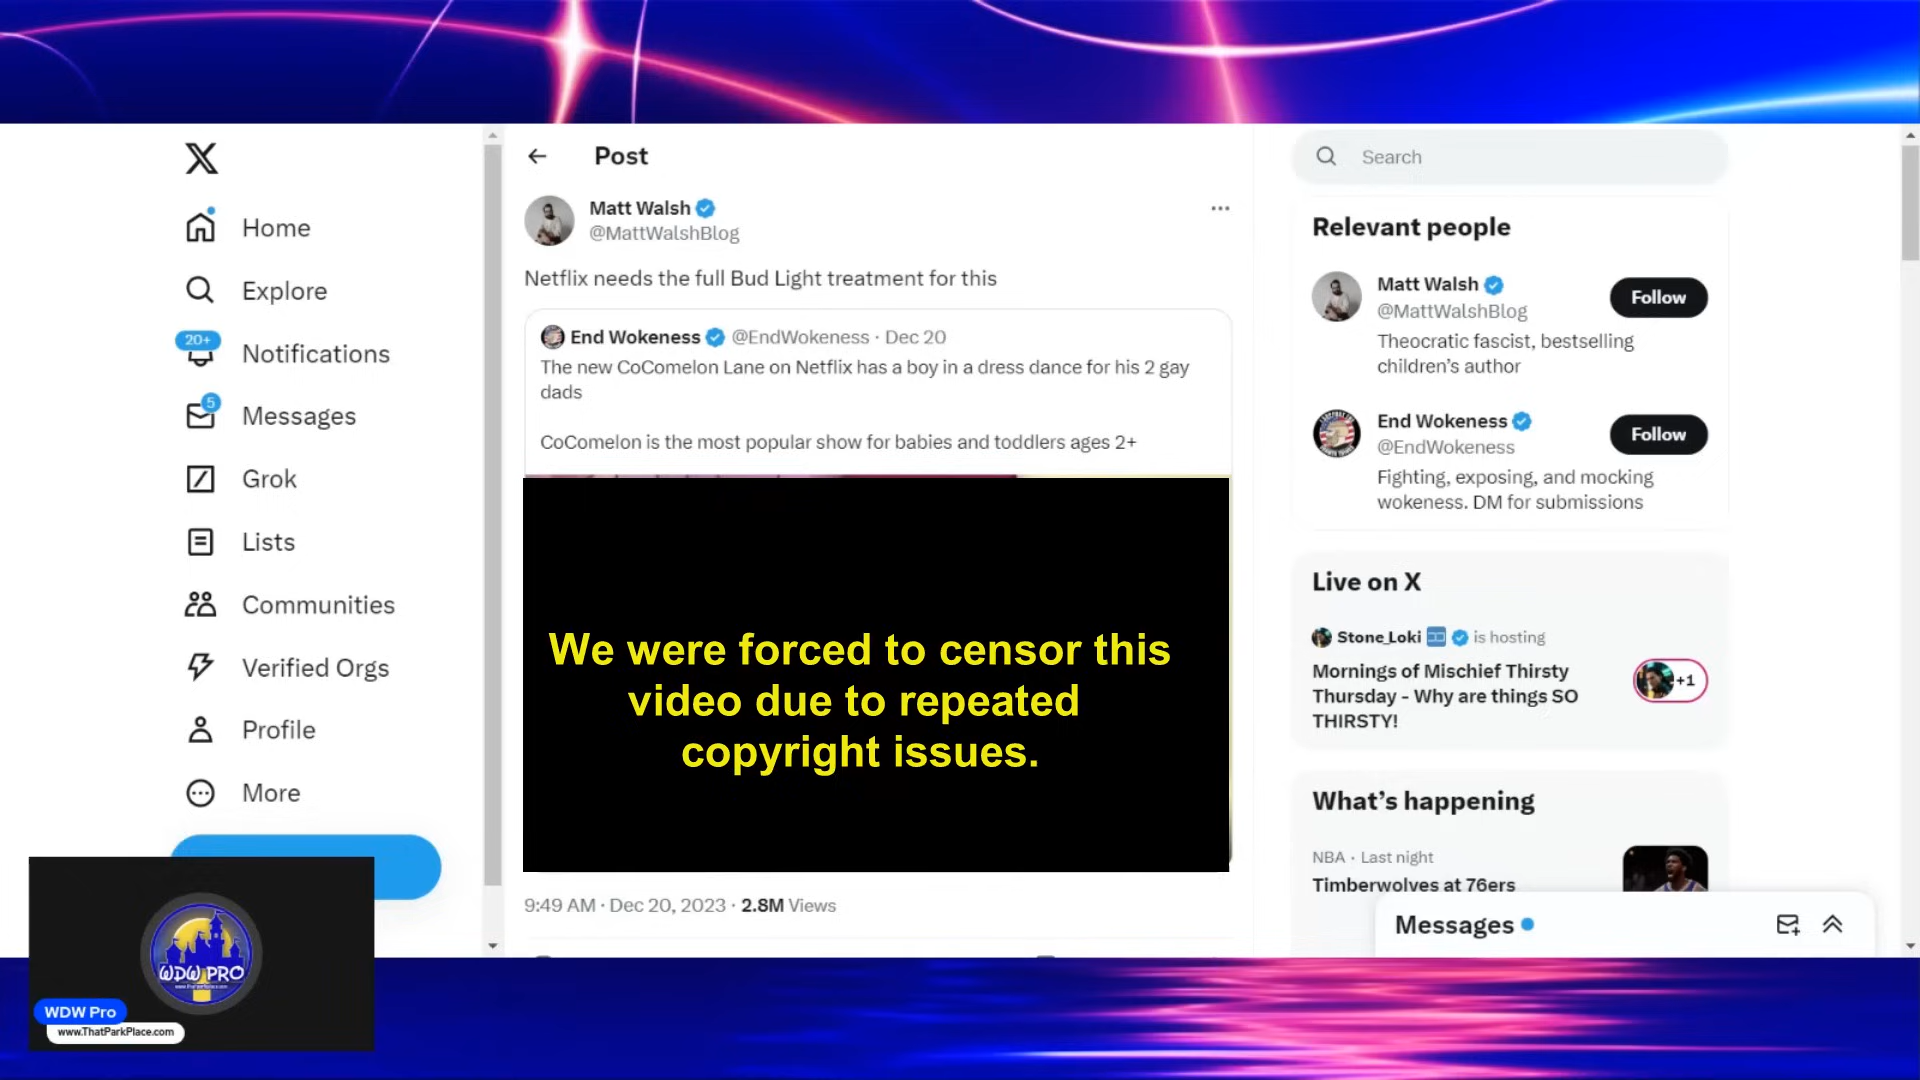 Home
Explore
20+
Notifications
5
Messages
Grok
Lists
Communities
Verified Orgs
Profile
More
Post
Matt Walsh
@MattWalshBlog
Netflix needs the full Bud Light treatment for this
End Wokeness @EndWokeness · Dec 20
The new CoComelon Lane on Netflix has a boy in a dress dance for his 2 gay
dads
CoComelon is the most popular show for babies and toddlers ages 2+
We were forced to censor this
video due to repeated
copyright issues.
9:49 AM · Dec 20, 2023 · 2.8M Views
Search
Relevant people
Matt Walsh
@MattWalshBlog
Follow
Theocratic fascist, bestselling
children's author
End Wokeness
@EndWokeness
Follow
Fighting, exposing, and mocking
wokeness. DM for submissions
Live on X
Stone_Loki is hosting
Mornings of Mischief Thirsty
Thursday - Why are things SO
THIRSTY!
+1
What's happening
NBA · Last night
Timberwolves at 76ers
Messages
WDW PRO
WDW Pro
www.ThatParkPlace.com